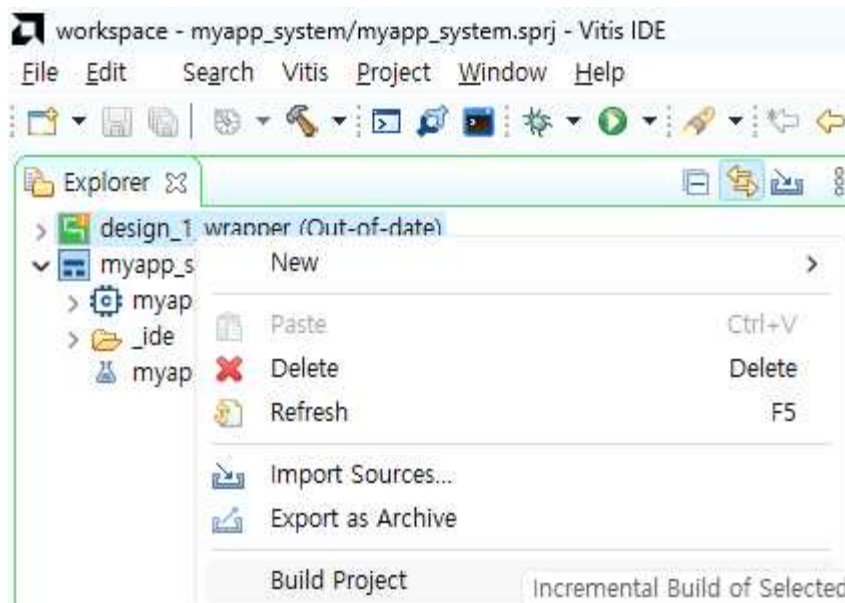 workspace - myapp_system/myapp_system.sprj - Vitis IDE
File Edit Search Vitis Project Window Help
Explorer
design_1_wrapper (Out-of-date)
myapp_s
New
myap
_ide
Paste Ctrl+V
myap
Delete Delete
Refresh F5
Import Sources...
Export as Archive
Build Project
Incremental Build of Selected